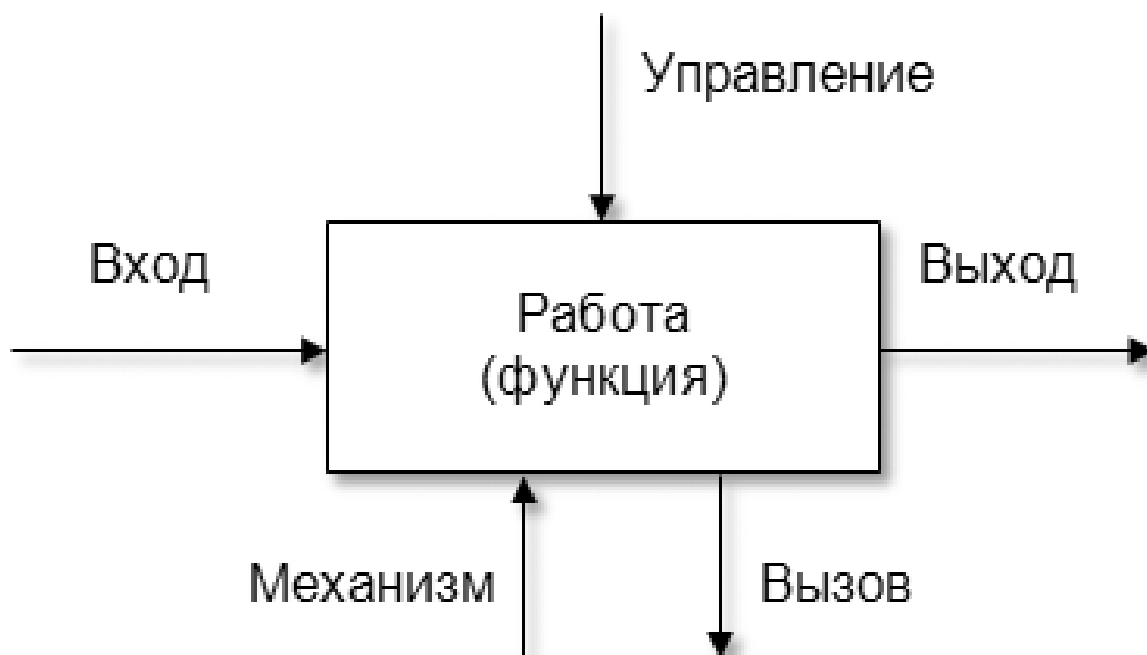 Управление
Вход
Выход
Работа
(функция)
Механизм
Вызов